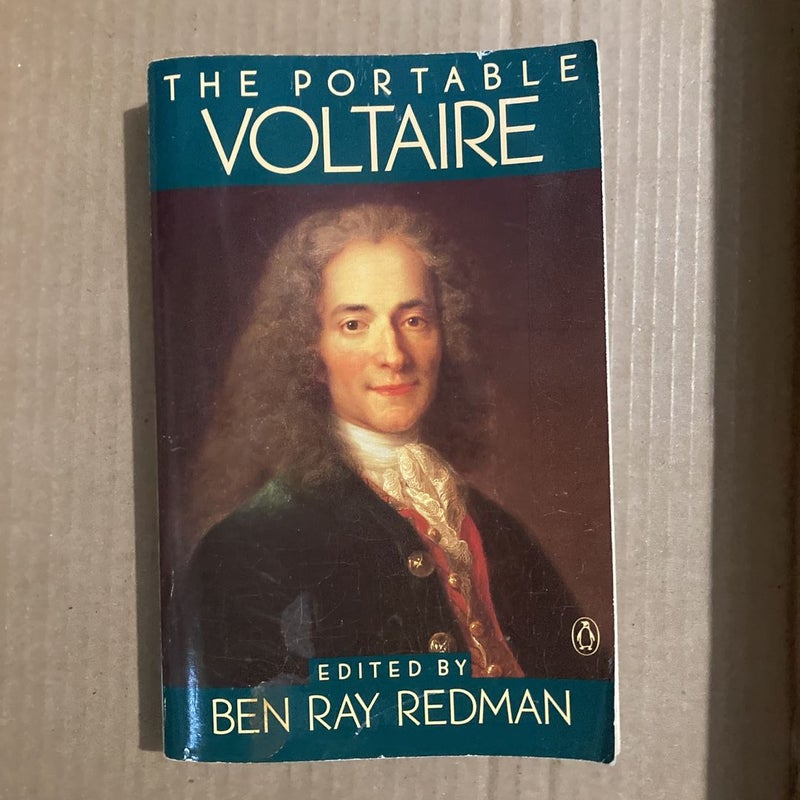 THE PORTABLE
VOLTAIRE
EDITED BY
BEN RAY REDMAN